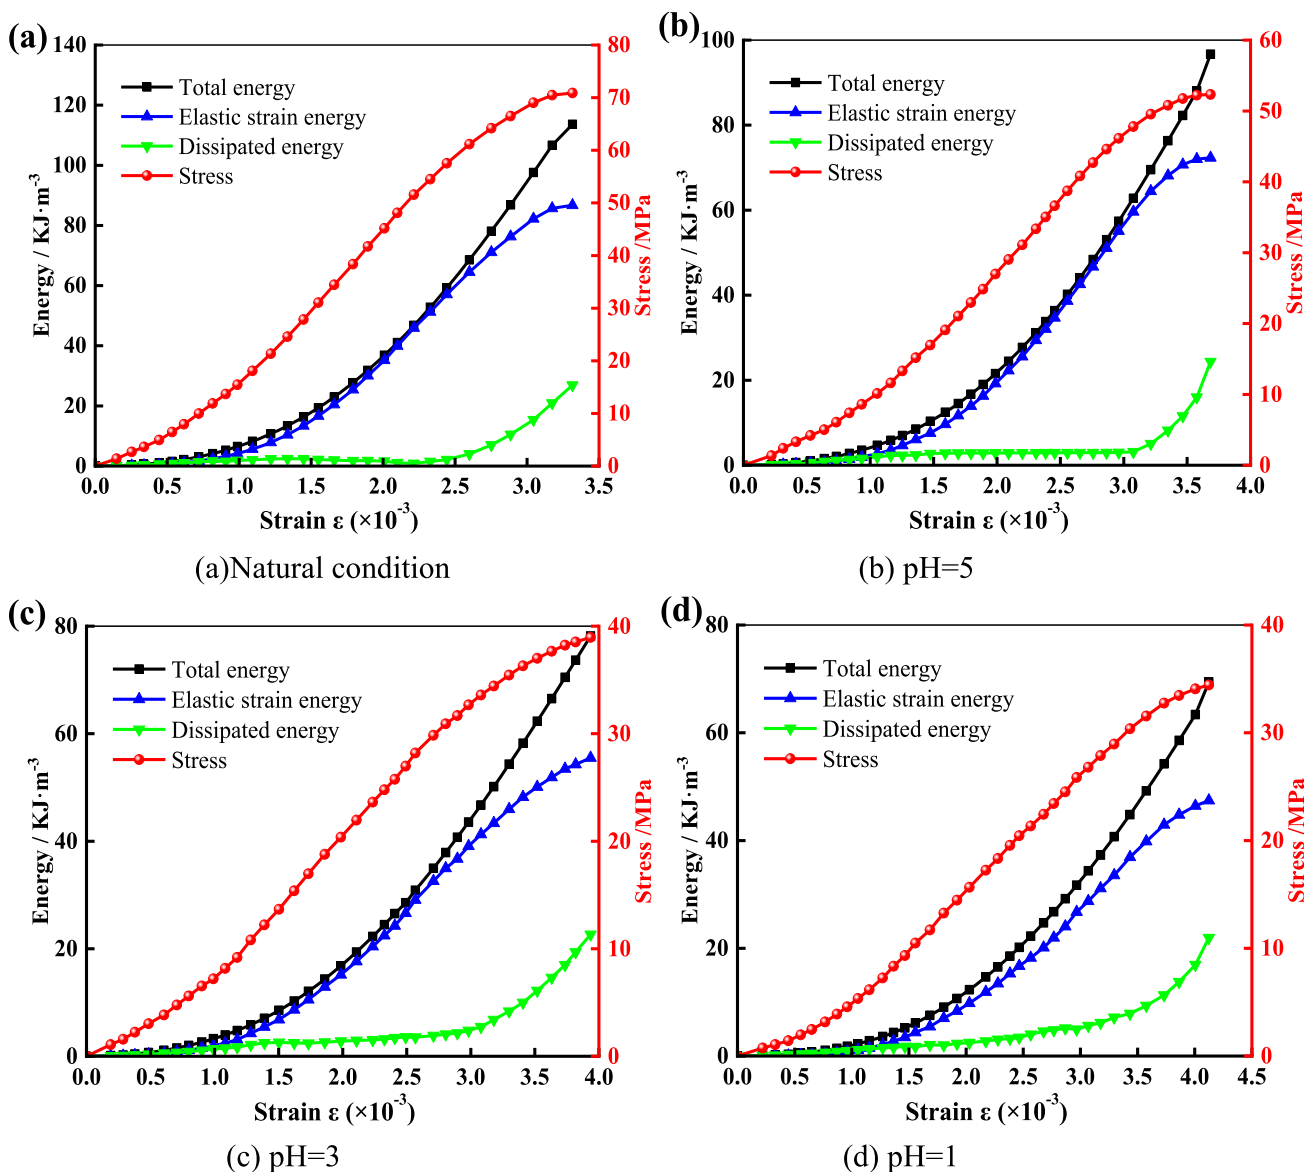 (a)
140
120
100
80
60
40
20
0
Energy / KJ·m⁻³
Total energy
Elastic strain energy
Dissipated energy
Stress
80
70
60
50
40
30
20
10
0
Stress /MPa
0.0 0.5 1.0 1.5 2.0 2.5 3.0 3.5
Strain ε (×10⁻³)
(a)Natural condition
(b)
100
80
60
40
20
0
Energy / KJ·m⁻³
Total energy
Elastic strain energy
Dissipated energy
Stress
60
50
40
30
20
10
0
Stress /MPa
0.0 0.5 1.0 1.5 2.0 2.5 3.0 3.5 4.0
Strain ε (×10⁻³)
(b) pH=5
(c)
80
60
40
20
0
Energy / KJ·m⁻³
Total energy
Elastic strain energy
Dissipated energy
Stress
40
30
20
10
0
Stress /MPa
0.0 0.5 1.0 1.5 2.0 2.5 3.0 3.5 4.0
Strain ε (×10⁻³)
(c) pH=3
(d)
80
60
40
20
0
Energy / KJ·m⁻³
Total energy
Elastic strain energy
Dissipated energy
Stress
40
30
20
10
0
Stress /MPa
0.0 0.5 1.0 1.5 2.0 2.5 3.0 3.5 4.0 4.5
Strain ε (×10⁻³)
(d) pH=1